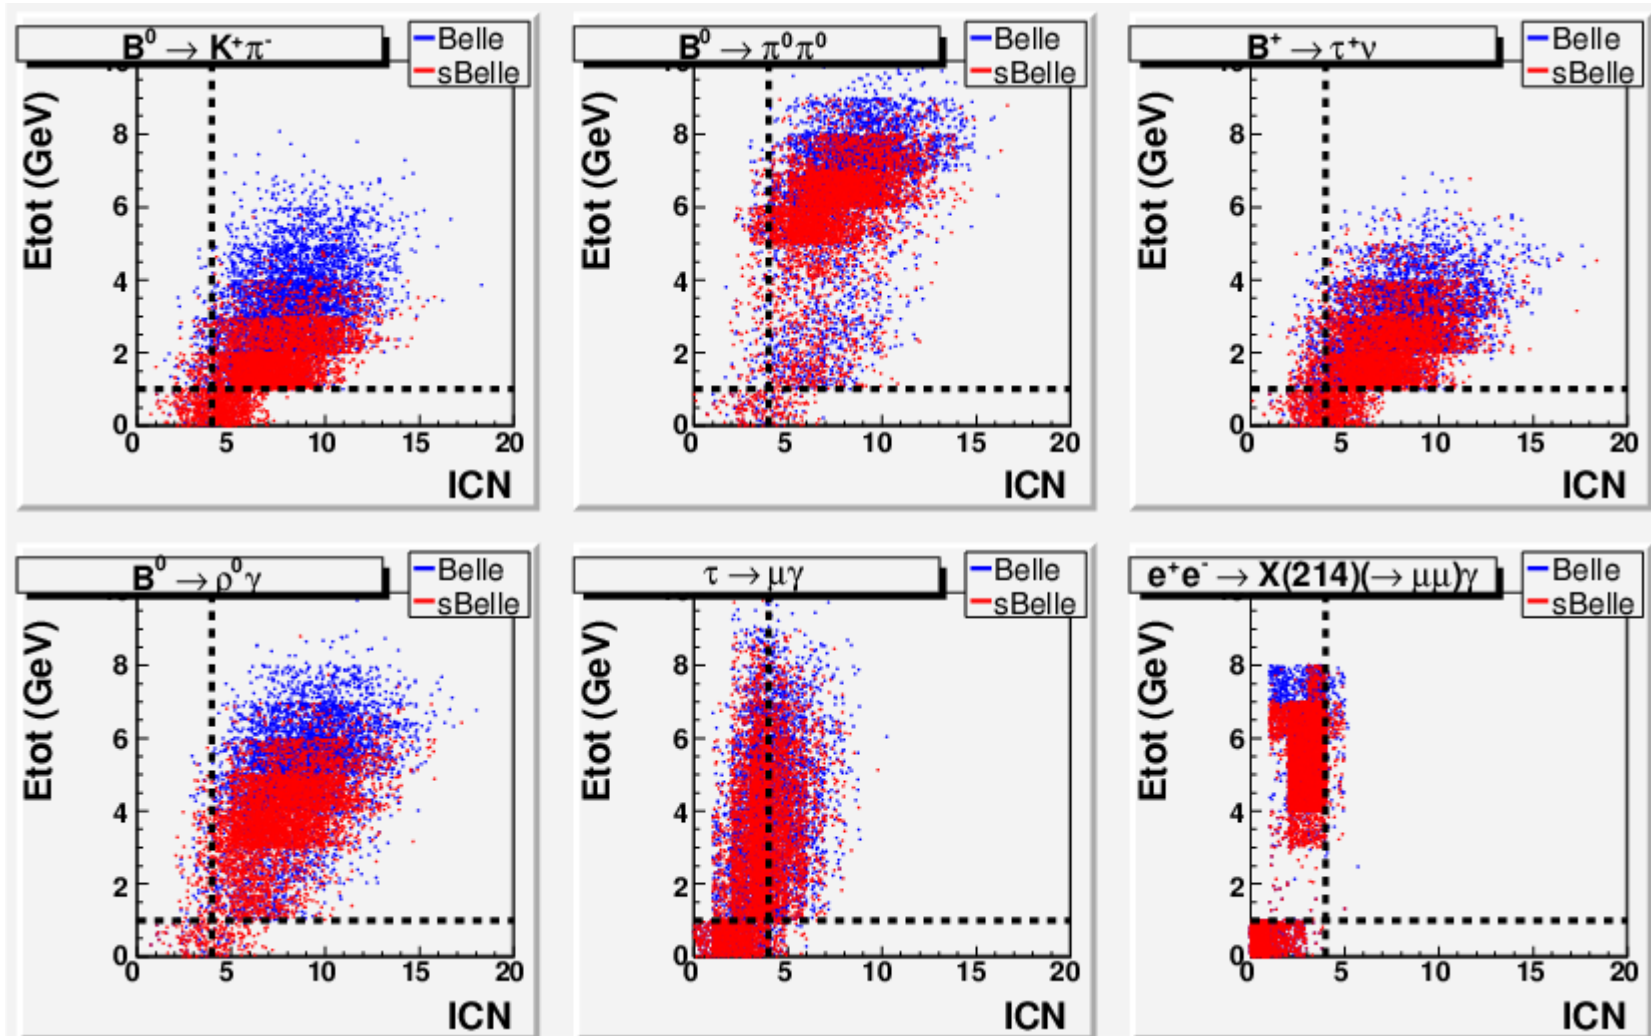 B⁰ → K⁺π⁻
Belle
sBelle
Etot (GeV)
8
6
4
2
0
0 5 10 15 20
ICN
B⁰ → π⁰π⁰
Belle
sBelle
Etot (GeV)
8
6
4
2
0
0 5 10 15 20
ICN
B⁺ → τ⁺ν
Belle
sBelle
Etot (GeV)
8
6
4
2
0
0 5 10 15 20
ICN
B⁰ → ρ⁰γ
Belle
sBelle
Etot (GeV)
8
6
4
2
0
0 5 10 15 20
ICN
τ → μγ
Belle
sBelle
Etot (GeV)
8
6
4
2
0
0 5 10 15 20
ICN
e⁺e⁻ → X(214)(→ μμ)γ
Belle
sBelle
Etot (GeV)
8
6
4
2
0
0 5 10 15 20
ICN